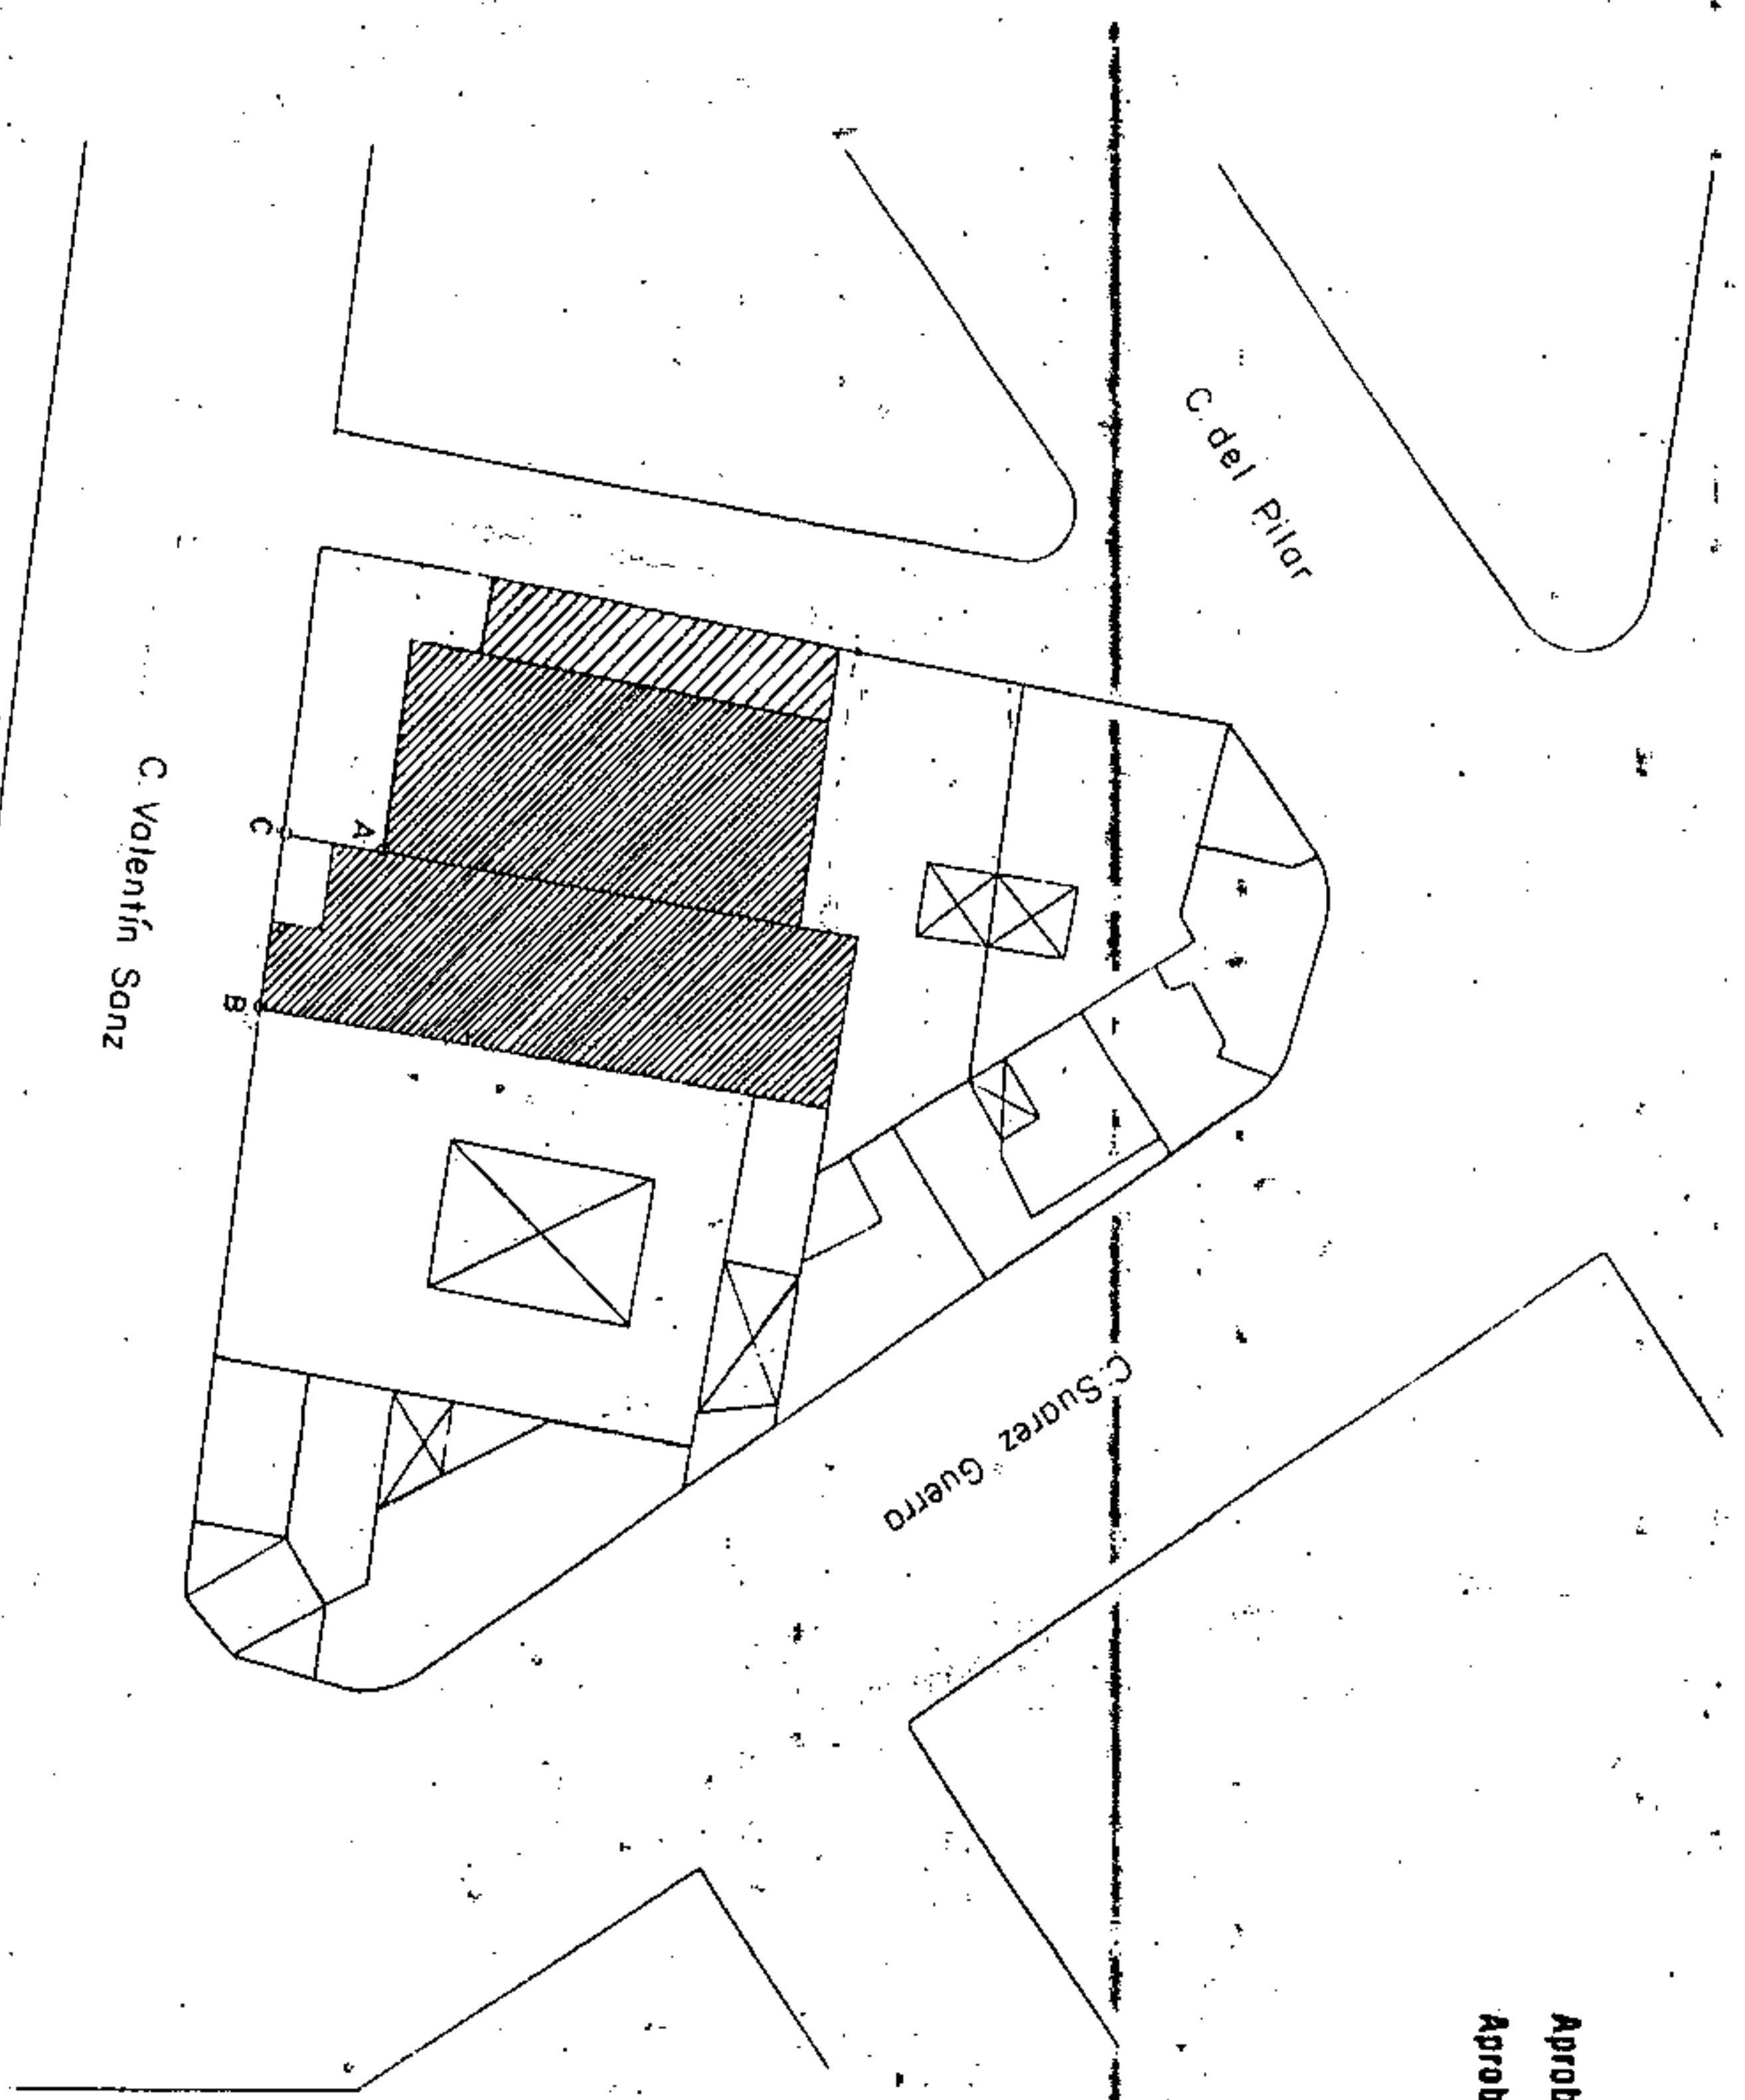 C. del Pilar
C. Valentín Sanz
C
A
B
C. Suarez Guerra
Aprob
Aprob